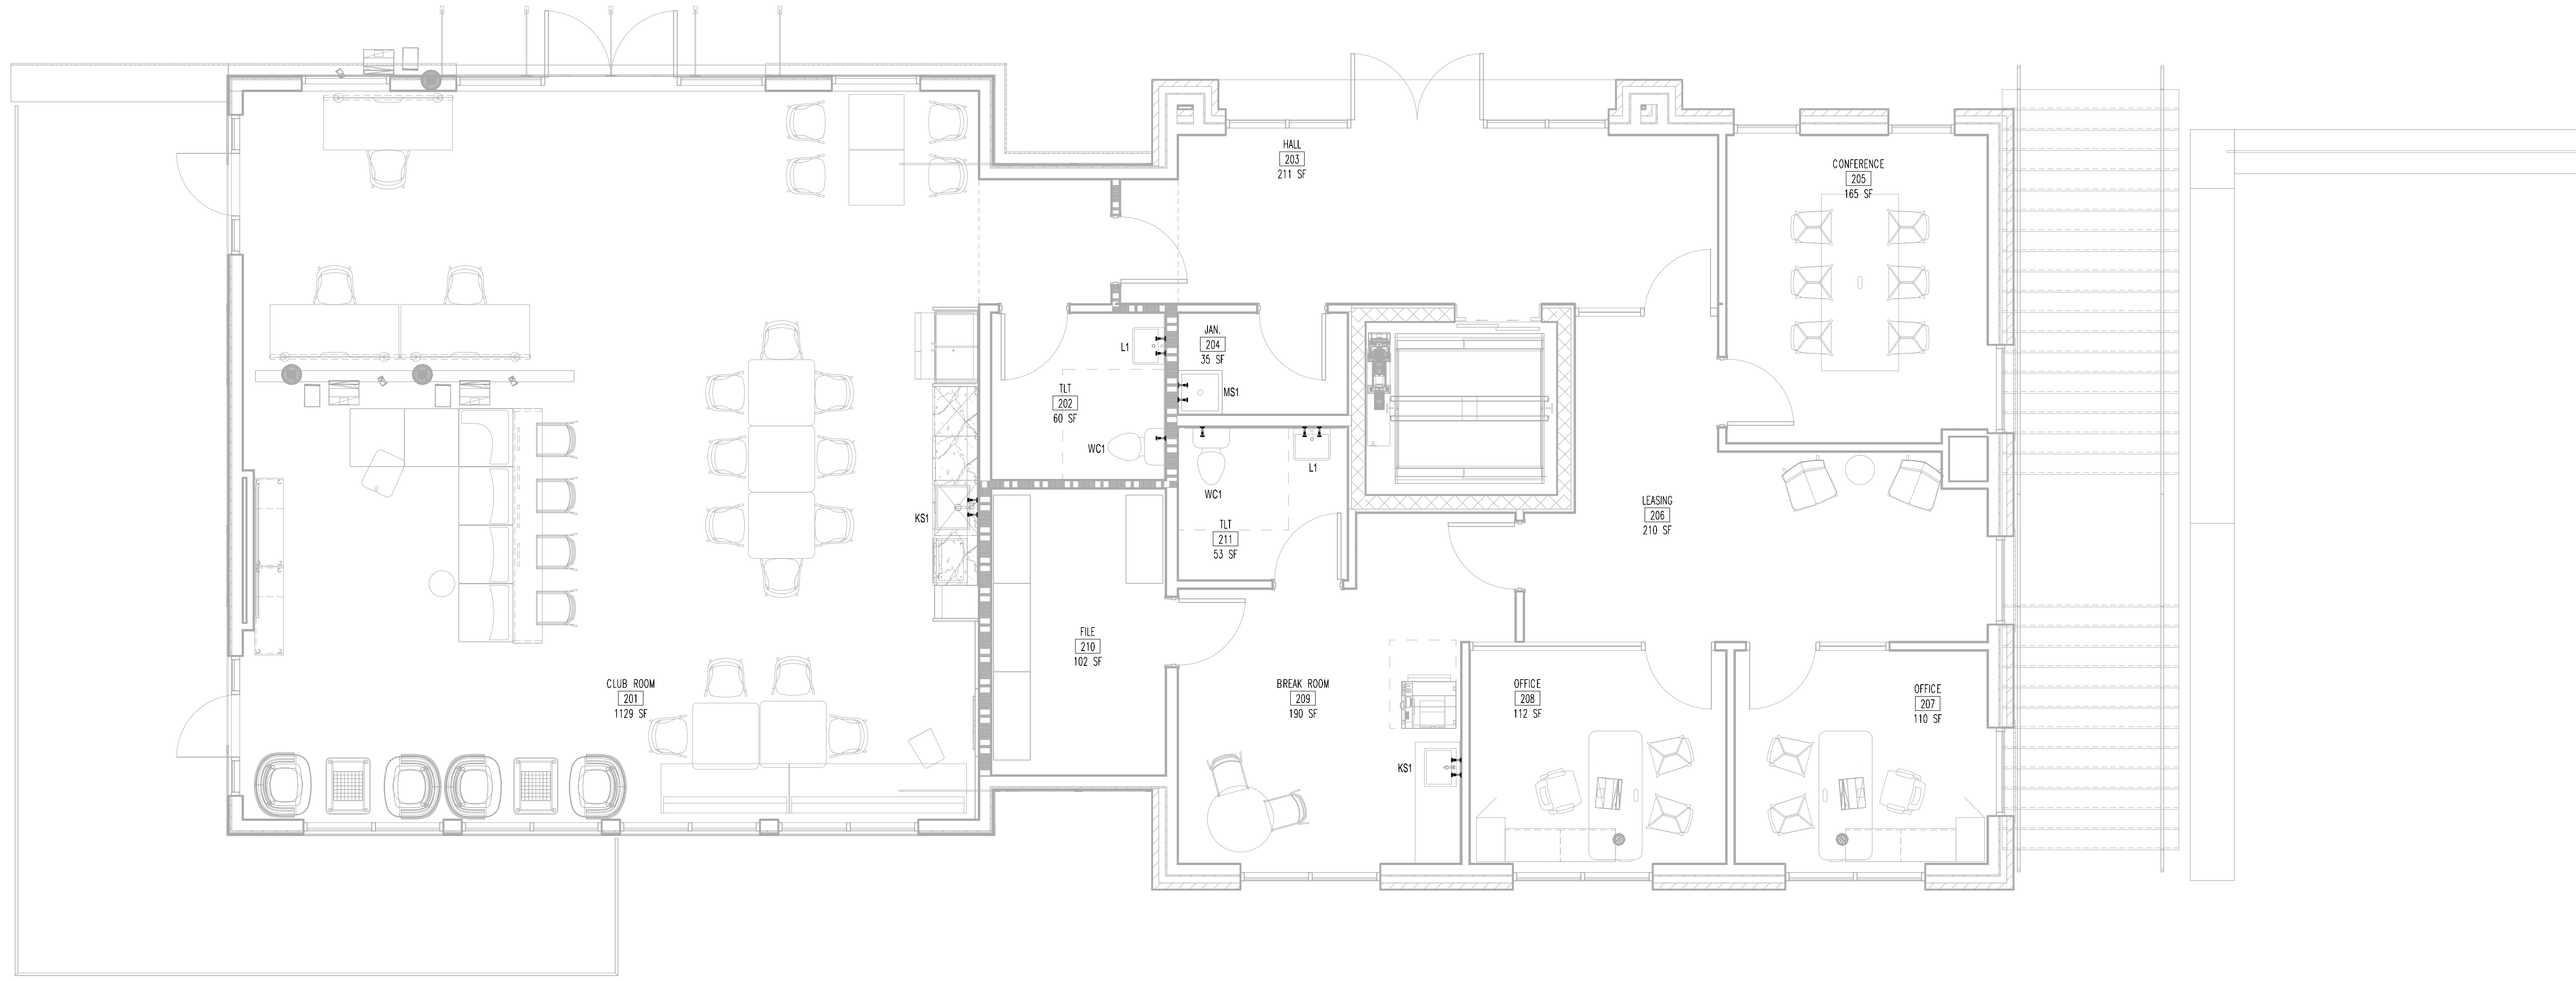 HALL
203
211 SF
CONFERENCE
205
165 SF
JAN.
204
35 SF
L1
TLT
202
60 SF
MS1
WC1
L1
WC1
LEASING
206
210 SF
KS1
TLT
211
53 SF
FILE
210
102 SF
CLUB ROOM
201
1129 SF
BREAK ROOM
209
190 SF
OFFICE
208
112 SF
OFFICE
207
110 SF
KS1